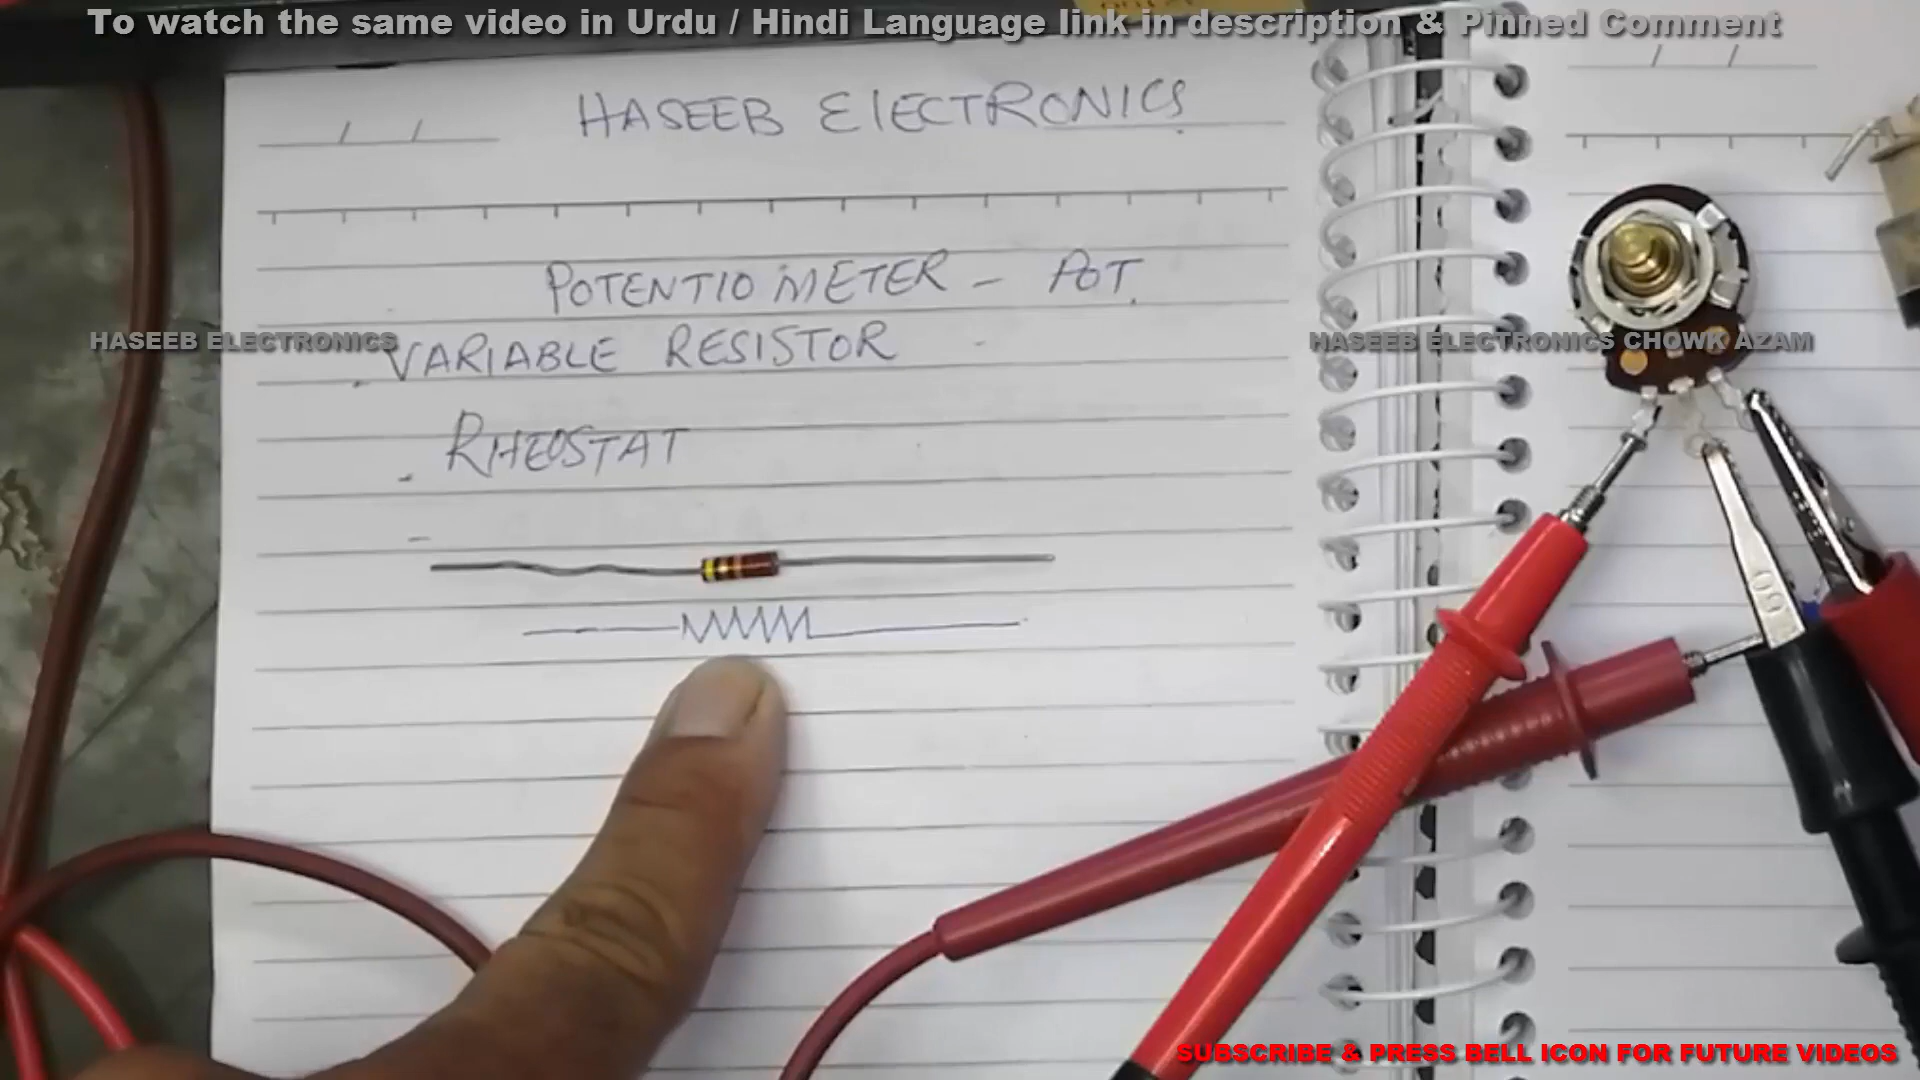 To watch the same video in Urdu / Hindi Language link in description & Pinned Comment
HASEEB ElECTRONICS
POTENTIOMETER - POT.
HASEEB ELECTRONICS
HASEEB ELECTRONICS CHOWK AZAM
VARIABLE RESISTOR
RHEOSTAT
60
SUBSCRIBE & PRESS BELL ICON FOR FUTURE VIDEOS